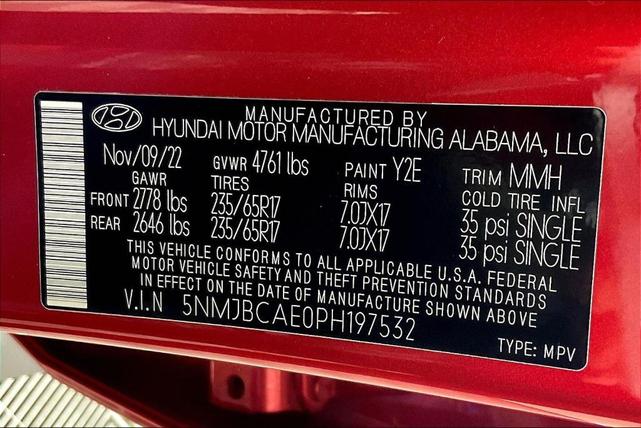 MANUFACTURED BY
HYUNDAI MOTOR MANUFACTURING ALABAMA, LLC
Nov/09/22 GVWR 4761 lbs PAINT Y2E TRIM MMH
GAWR TIRES RIMS COLD TIRE INFL
FRONT 2778 lbs 235/65R17 7.0JX17 35 psi SINGLE
REAR 2646 lbs 235/65R17 7.0JX17 35 psi SINGLE
THIS VEHICLE CONFORMS TO ALL APPLICABLE U.S.A. FEDERAL
MOTOR VEHICLE SAFETY AND THEFT PREVENTION STANDARDS
IN EFFECT ON THE DATE OF MANUFACTURE SHOWN ABOVE
V.I.N 5NMJBCAE0PH197532
TYPE: MPV